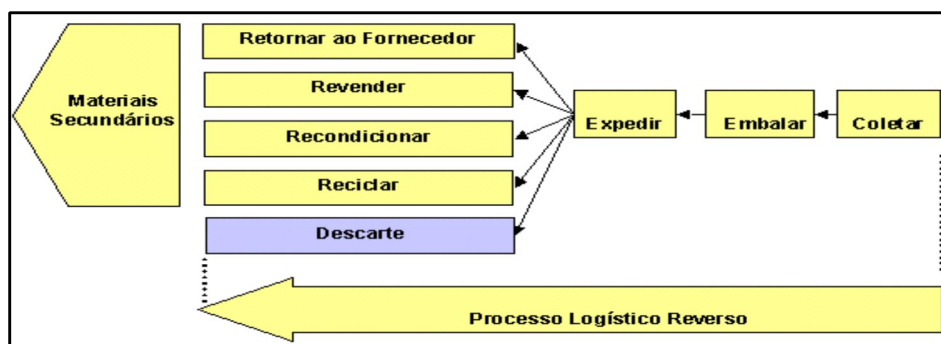 Retornar ao Fornecedor
Revender
Materiais
Secundários
Recondicionar
Reciclar
Descarte
Expedir
Embalar
Coletar
Processo Logístico Reverso